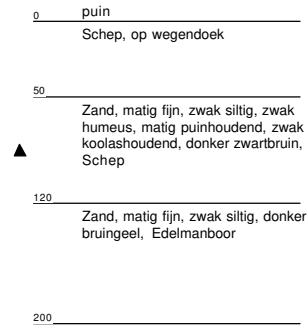 0 puin
Schep, op wegendoek
50
Zand, matig fijn, zwak siltig, zwak
humeus, matig puinhoudend, zwak
koolashoudend, donker zwartbruin,
Schep
120
Zand, matig fijn, zwak siltig, donker
bruingeel, Edelmanboor
200